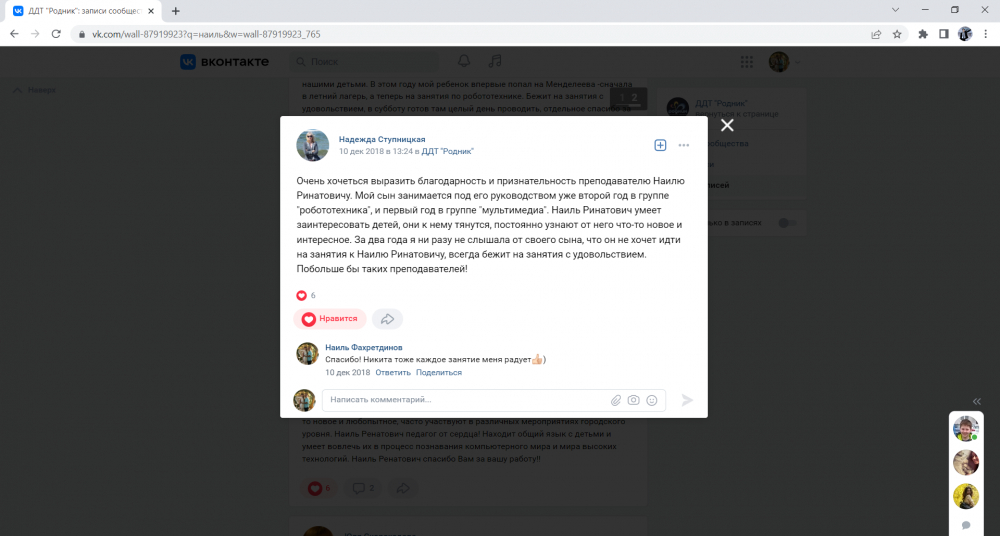 ДДТ "Родник": записи сообщест
vk.com/wall-87919923?q=наиль&w=wall-87919923_765
вконтакте
Поиск
нашими детьми. В этом году мой ребенок впервые попал на Менделеева -сначала
в летний лагерь, а теперь на занятия по робототехнике. Бежит на занятия с
удовольствием, в субботу готов там целый день проводить, отдельное спасибо за
2
ДДТ "Родник"
вернуться к странице
Надежда Ступницкая
10 дек 2018 в 13:24 в ДДТ "Родник"
Очень хочеться выразить благодарность и признательность преподавателю Наилю
Ринатовичу. Мой сын занимается под его руководством уже второй год в группе
"робототехника", и первый год в группе "мультимедиа". Наиль Ринатович умеет
заинтересовать детей, они к нему тянутся, постоянно узнают от него что-то новое и
интересное. За два года я ни разу не слышала от своего сына, что он не хочет идти
на занятия к Наилю Ринатовичу, всегда бежит на занятия с удовольствием.
Побольше бы таких преподавателей!
6
Нравится
Наиль Фахретдинов
Спасибо! Никита тоже каждое занятие меня радует👍)
10 дек 2018 Ответить Поделиться
Написать комментарий...
то новое и любопытное, часто участвуют в различных мероприятиях городского
уровня. Наиль Ренатович педагог от сердца! Находит общий язык с детьми и
умеет вовлечь их в процесс познавания компьютерного мира и мира высоких
технологий. Наиль Ренатович спасибо Вам за вашу работу!!
6
2